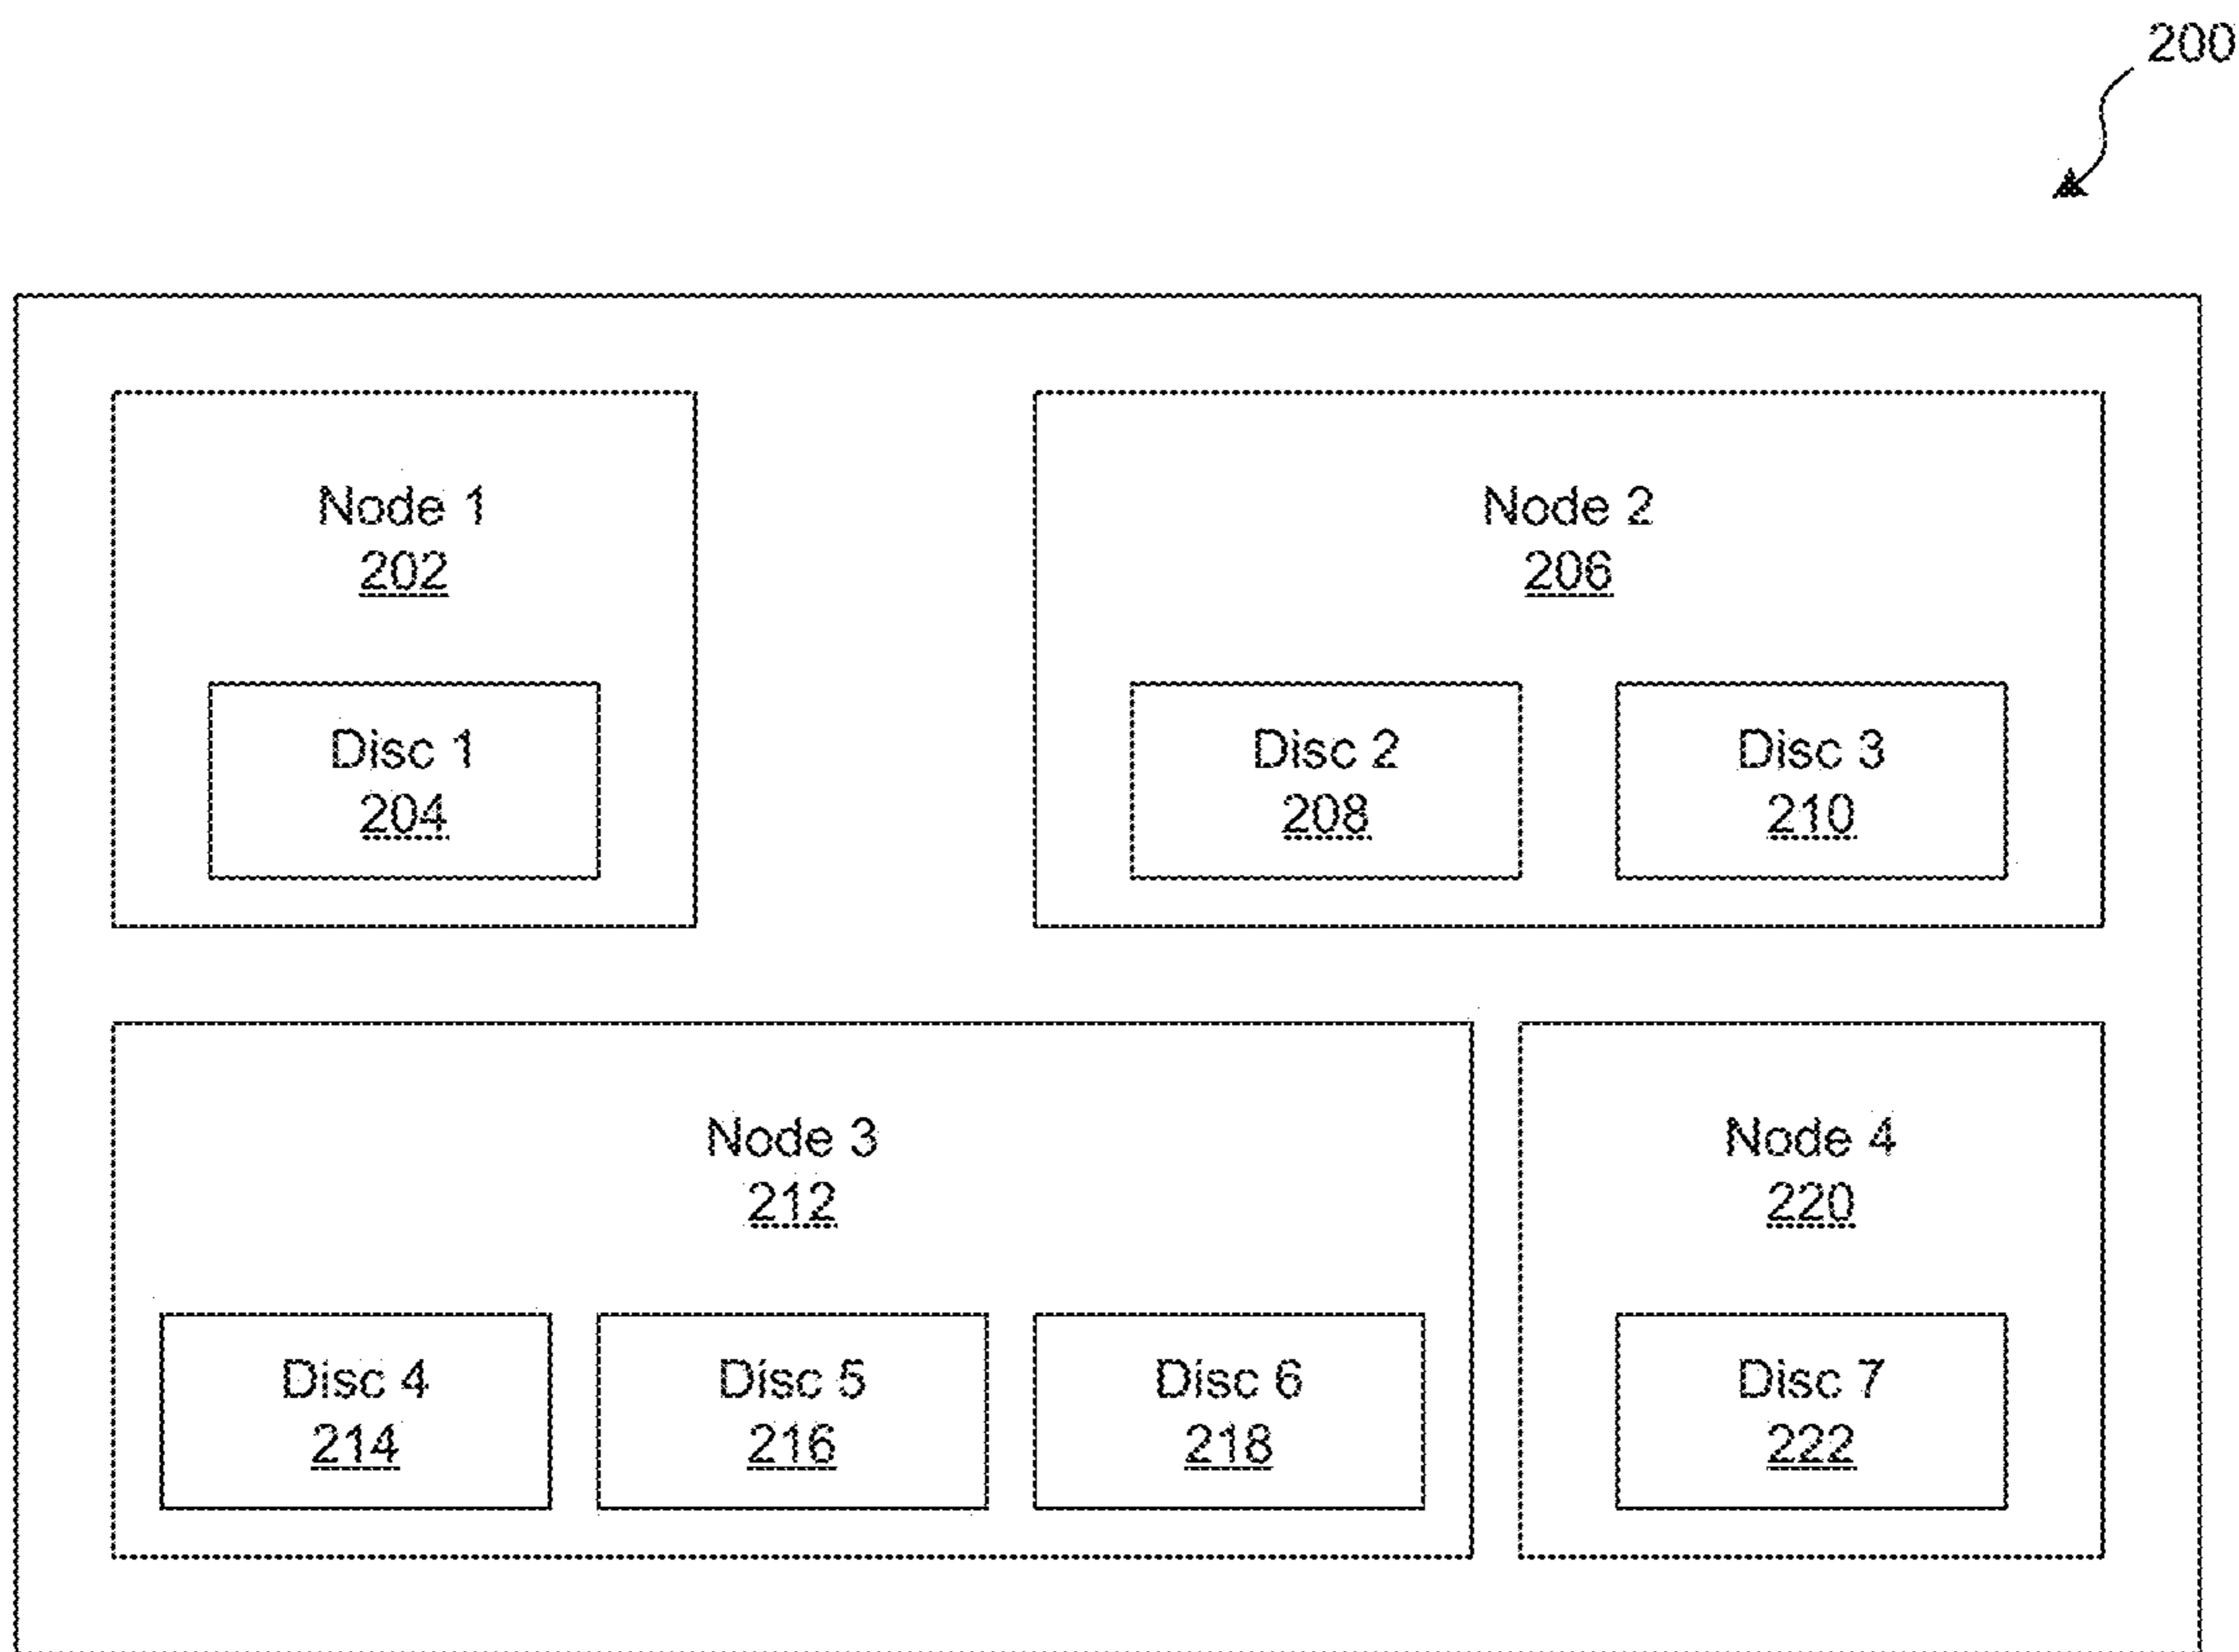 200
Node 1
202
Disc 1
204
Node 2
206
Disc 2
208
Disc 3
210
Node 3
212
Disc 4
214
Disc 5
216
Disc 6
218
Node 4
220
Disc 7
222